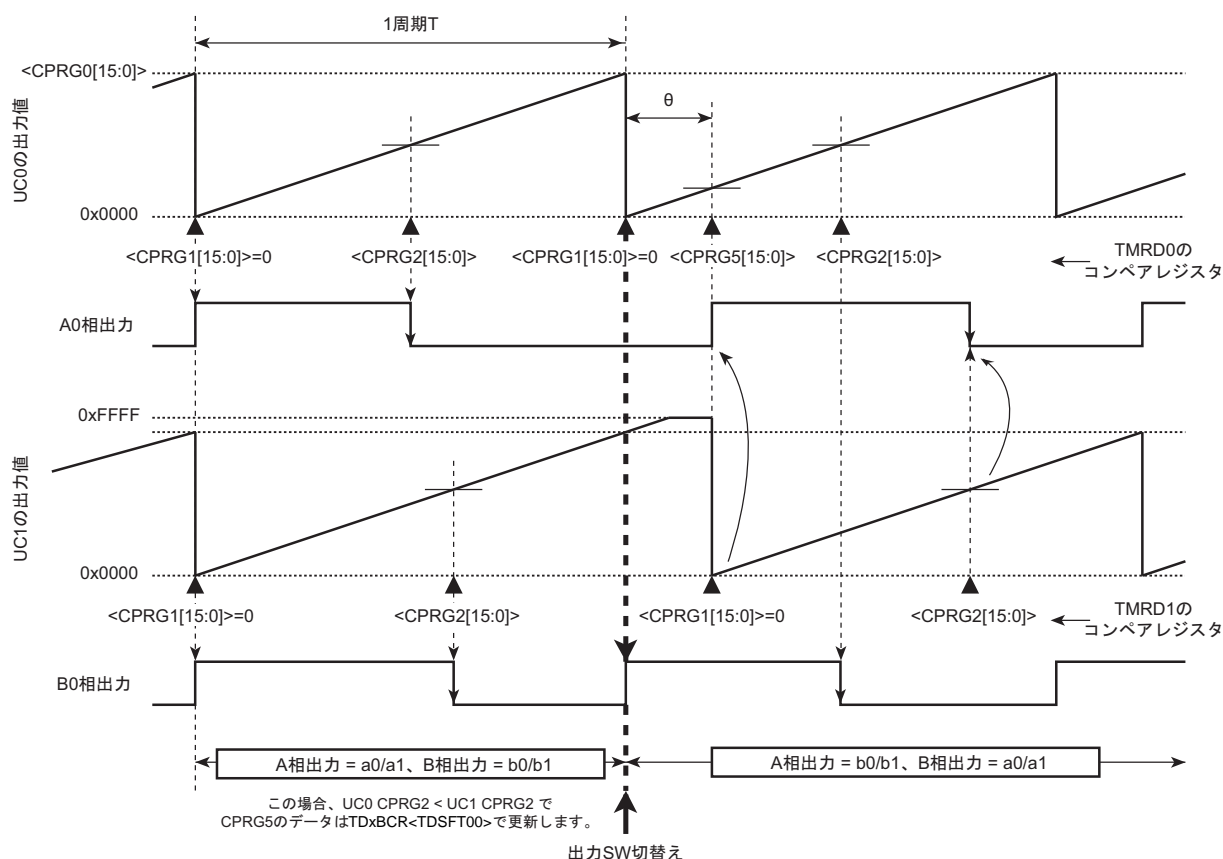 1周期T
<CPRG0[15:0]>
θ
UC0の出力値
0x0000
<CPRG1[15:0]>=0
<CPRG2[15:0]>
<CPRG1[15:0]>=0
<CPRG5[15:0]>
<CPRG2[15:0]>
TMRD0の
コンペアレジスタ
A0相出力
0xFFFF
UC1の出力値
0x0000
<CPRG1[15:0]>=0
<CPRG2[15:0]>
<CPRG1[15:0]>=0
<CPRG2[15:0]>
TMRD1の
コンペアレジスタ
B0相出力
A相出力 = a0/a1、B相出力 = b0/b1
A相出力 = b0/b1、B相出力 = a0/a1
この場合、UC0 CPRG2 < UC1 CPRG2 で
CPRG5のデータはTDxBCR<TDSFT00>で更新します。
出力SW切替え